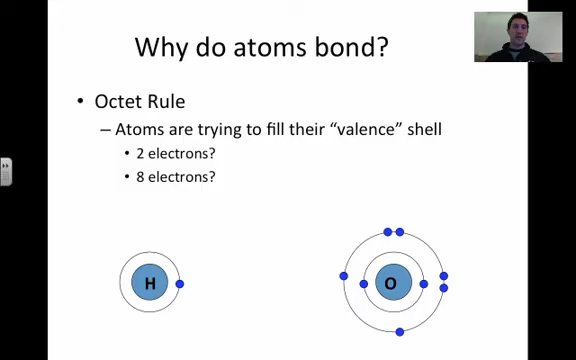 Why do atoms bond?
• Octet Rule
– Atoms are trying to fill their “valence” shell
• 2 electrons?
• 8 electrons?
H
O